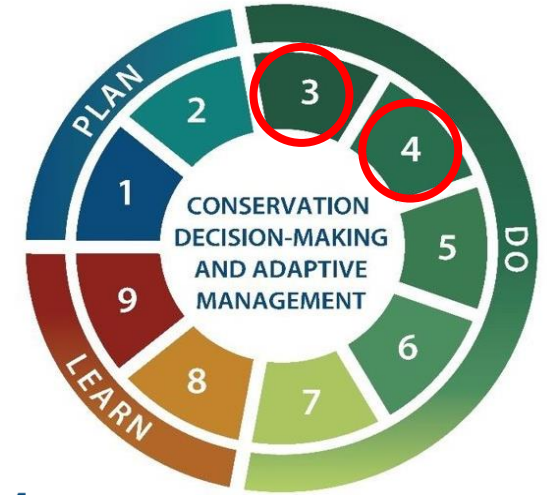 PLAN
DO
LEARN
1
2
3
4
5
6
7
8
9
CONSERVATION
DECISION-MAKING
AND ADAPTIVE
MANAGEMENT